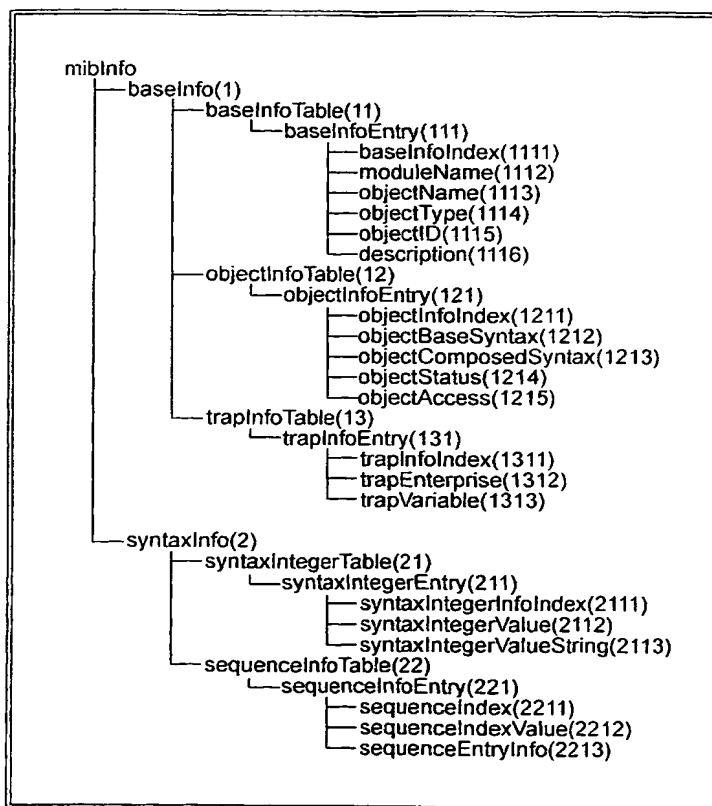 mibInfo
baseInfo(1)
baseInfoTable(11)
baseInfoEntry(111)
baseInfoIndex(1111)
moduleName(1112)
objectName(1113)
objectType(1114)
objectID(1115)
description(1116)
objectInfoTable(12)
objectInfoEntry(121)
objectInfoIndex(1211)
objectBaseSyntax(1212)
objectComposedSyntax(1213)
objectStatus(1214)
objectAccess(1215)
trapInfoTable(13)
trapInfoEntry(131)
trapInfoIndex(1311)
trapEnterprise(1312)
trapVariable(1313)
syntaxInfo(2)
syntaxIntegerTable(21)
syntaxIntegerEntry(211)
syntaxIntegerInfoIndex(2111)
syntaxIntegerValue(2112)
syntaxIntegerValueString(2113)
sequenceInfoTable(22)
sequenceInfoEntry(221)
sequenceIndex(2211)
sequenceIndexValue(2212)
sequenceEntryInfo(2213)